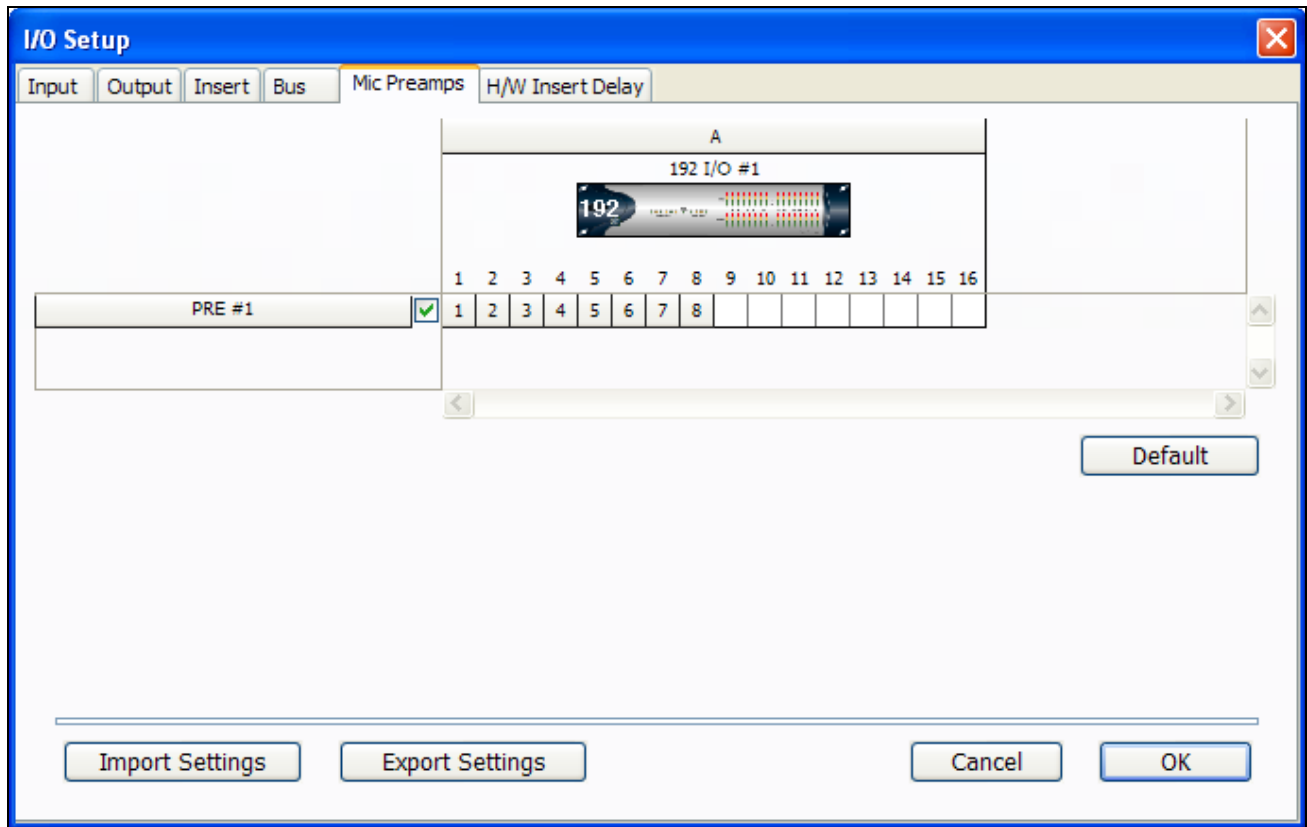 I/O Setup
Input Output Insert Bus Mic Preamps H/W Insert Delay
A
192 I/O #1
192
1 2 3 4 5 6 7 8 9 10 11 12 13 14 15 16
PRE #1 1 2 3 4 5 6 7 8
Default
Import Settings Export Settings Cancel OK